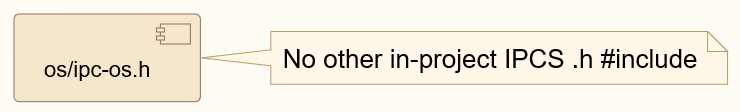 os/ipc-os.h
No other in-project IPCS .h #include